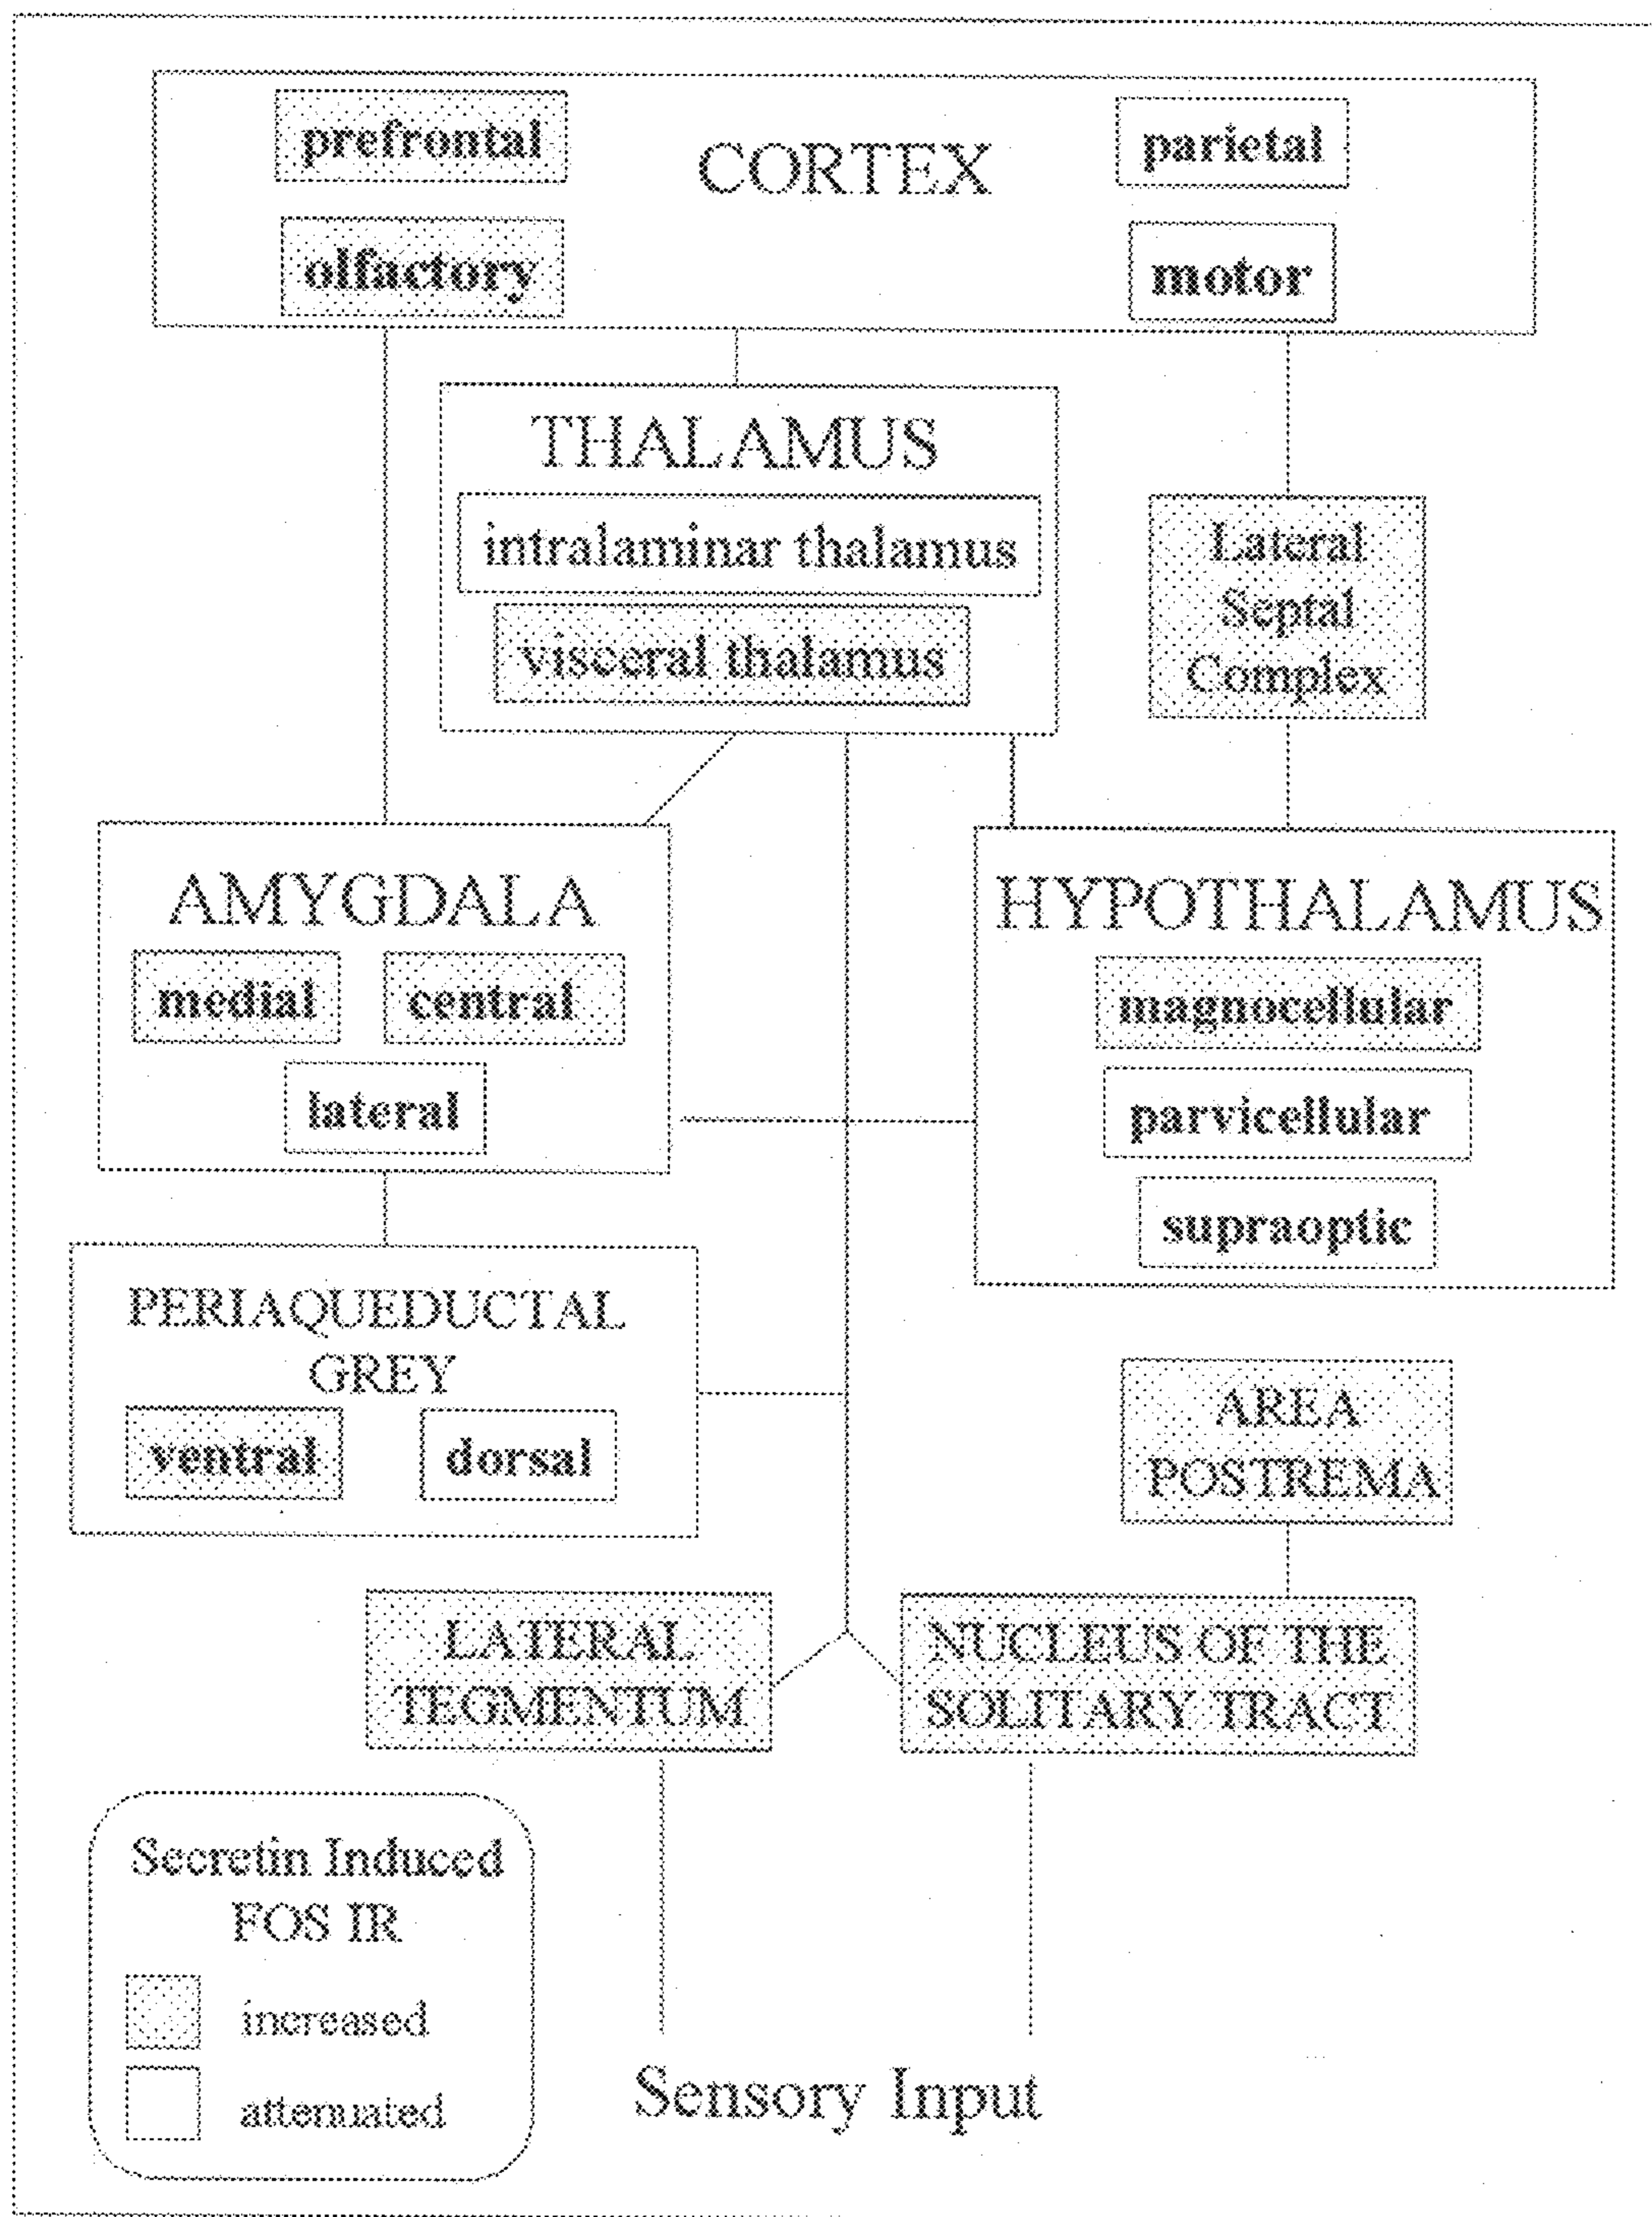 prefrontal
CORTEX
parietal
olfactory
motor
THALAMUS
intralaminar thalamus
visceral thalamus
Lateral
Septal
Complex
AMYGDALA
medial
central
lateral
HYPOTHALAMUS
magnocellular
parvicellular
supraoptic
PERIAQUEDUCTAL
GREY
ventral
dorsal
AREA
POSTREMA
LATERAL
TEGMENTUM
NUCLEUS OF THE
SOLITARY TRACT
Secretin Induced
FOS IR
increased
attenuated
Sensory Input